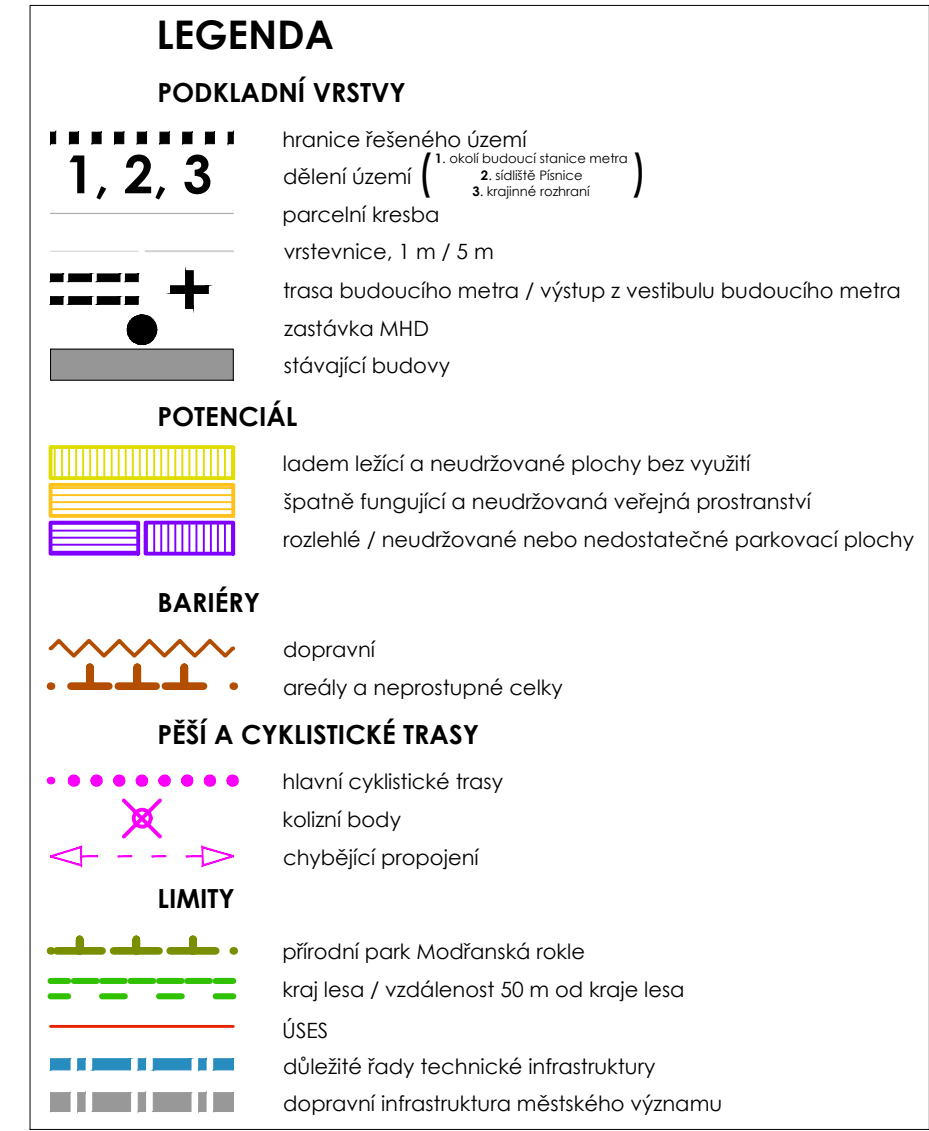 LEGENDA
PODKLADNÍ VRSTVY
hranice řešeného území
1, 2, 3 dělení území (1. okolí budoucí stanice metra
2. sídliště Písnice
3. krajinné rozhraní)
parcelní kresba
vrstevnice, 1 m / 5 m
trasa budoucího metra / výstup z vestibulu budoucího metra
zastávka MHD
stávající budovy
POTENCIÁL
ladem ležící a neudržované plochy bez využití
špatně fungující a neudržovaná veřejná prostranství
rozlehlé / neudržované nebo nedostatečné parkovací plochy
BARIÉRY
dopravní
areály a neprostupné celky
PĚŠÍ A CYKLISTICKÉ TRASY
hlavní cyklistické trasy
kolizní body
chybějící propojení
LIMITY
přírodní park Modřanská rokle
kraj lesa / vzdálenost 50 m od kraje lesa
ÚSES
důležité řady technické infrastruktury
dopravní infrastruktura městského významu